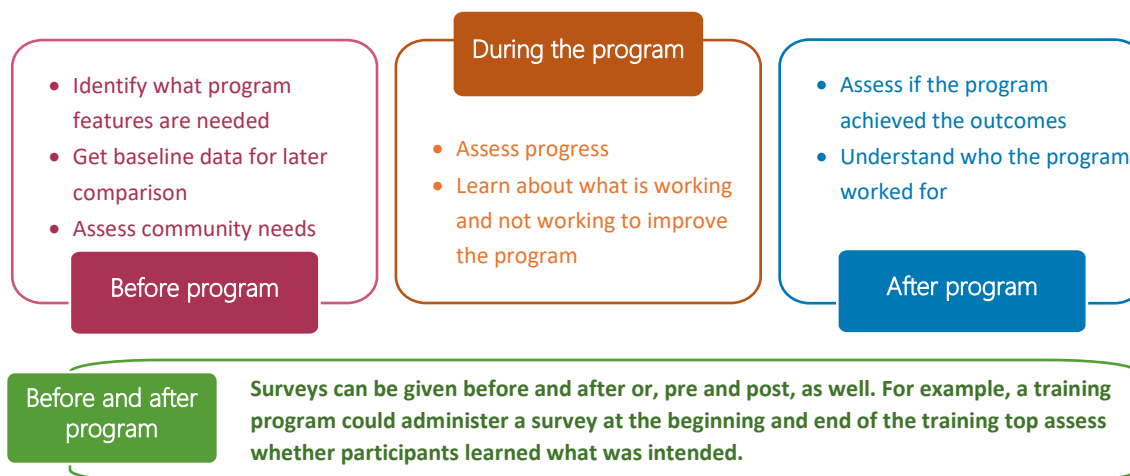 • Identify what program
features are needed
• Get baseline data for later
comparison
• Assess community needs
Before program
During the program
• Assess progress
• Learn about what is working
and not working to improve
the program
• Assess if the program
achieved the outcomes
• Understand who the program
worked for
After program
Before and after
program
Surveys can be given before and after or, pre and post, as well. For example, a training
program could administer a survey at the beginning and end of the training top assess
whether participants learned what was intended.